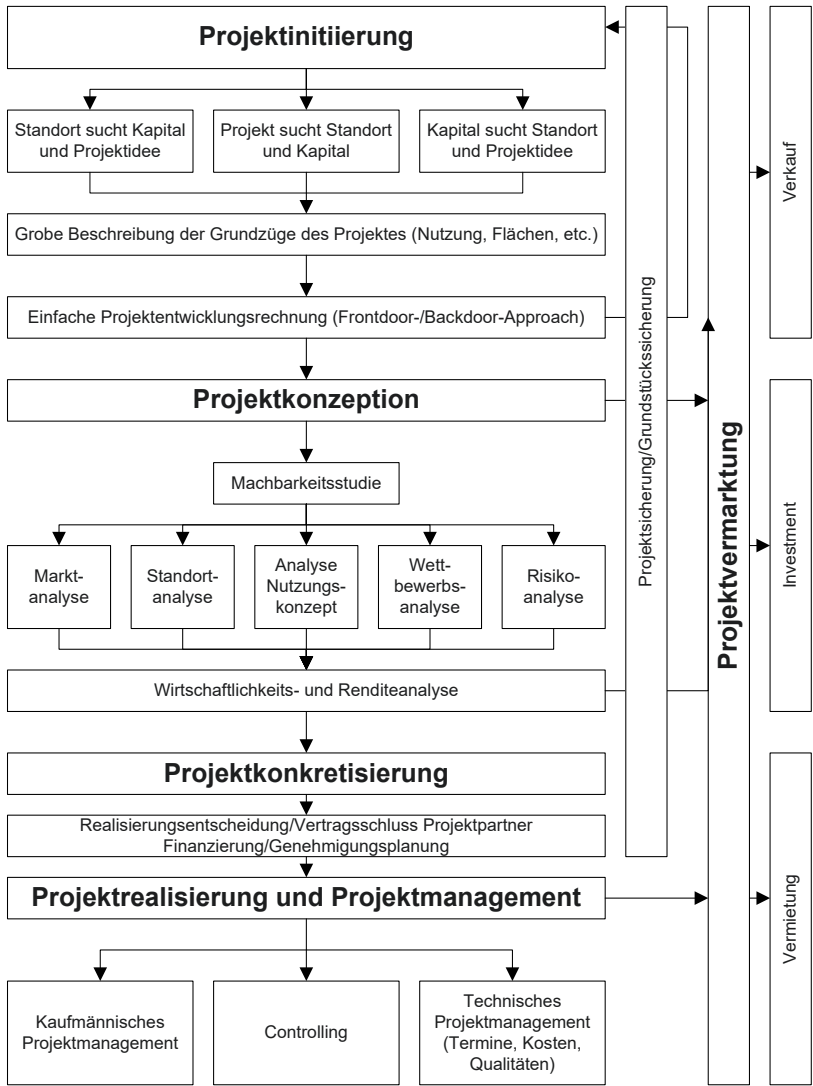 Projektinitiierung
Standort sucht Kapital
und Projektidee
Projekt sucht Standort
und Kapital
Kapital sucht Standort
und Projektidee
Grobe Beschreibung der Grundzüge des Projektes (Nutzung, Flächen, etc.)
Einfache Projektentwicklungsrechnung (Frontdoor-/Backdoor-Approach)
Projektkonzeption
Machbarkeitsstudie
Markt-
analyse
Standort-
analyse
Analyse
Nutzungs-
konzept
Wett-
bewerbs-
analyse
Risiko-
analyse
Wirtschaftlichkeits- und Renditeanalyse
Projektkonkretisierung
Realisierungsentscheidung/Vertragsschluss Projektpartner
Finanzierung/Genehmigungsplanung
Projektrealisierung und Projektmanagement
Kaufmännisches
Projektmanagement
Controlling
Technisches
Projektmanagement
(Termine, Kosten,
Qualitäten)
Projektsicherung/Grundstückssicherung
Projektvermarktung
Verkauf
Investment
Vermietung